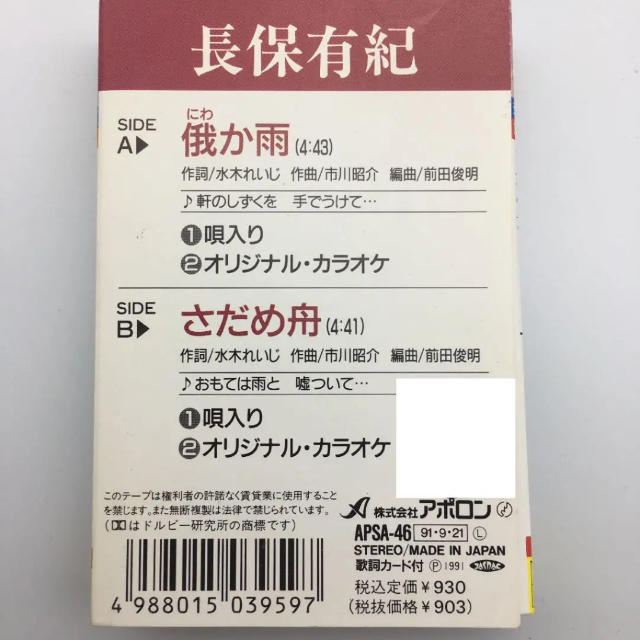 長保有紀
SIDE A▶
にわ
俄か雨(4:43)
作詞/水木れいじ 作曲/市川昭介 編曲/前田俊明
♪軒のしずくを 手でうけて…
❶唄入り
❷オリジナル・カラオケ
SIDE B▶
さだめ舟(4:41)
作詞/水木れいじ 作曲/市川昭介 編曲/前田俊明
♪おもては雨と 嘘ついて…
❶唄入り
❷オリジナル・カラオケ
このテープは権利者の許諾なく賃貸業に使用すること
を禁じます。また無断複製は法律で禁じられています。
(はドルビー研究所の商標です)
株式会社アポロン
APSA-46 91・9・21 Ⓛ
STEREO/MADE IN JAPAN
歌詞カード付 Ⓟ1991 JASRAC
税込定価¥930
(税抜価格¥903)
4 988015 039597